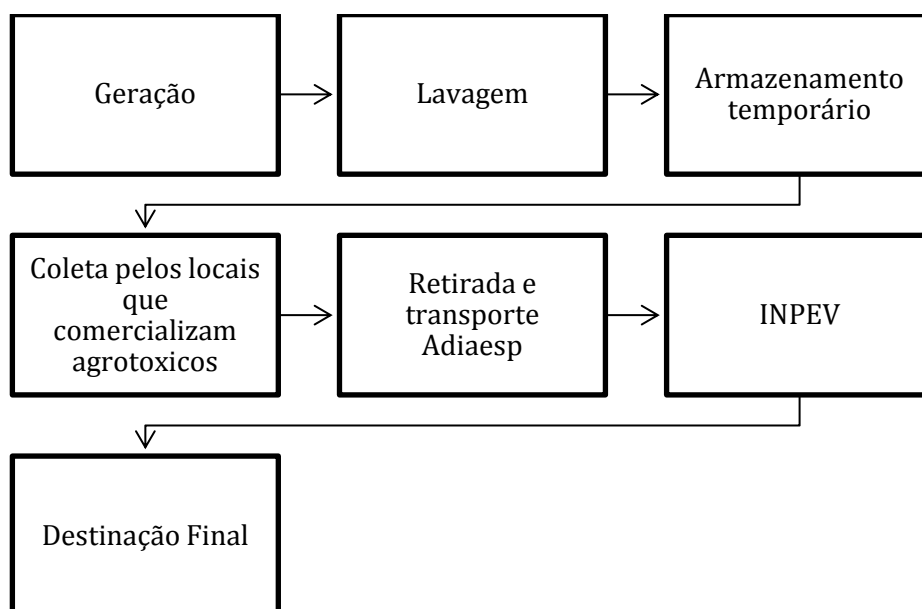 Geração
Lavagem
Armazenamento
temporário
Coleta pelos locais
que
comercializam
agrotoxicos
Retirada e
transporte
Adiaesp
INPEV
Destinação Final